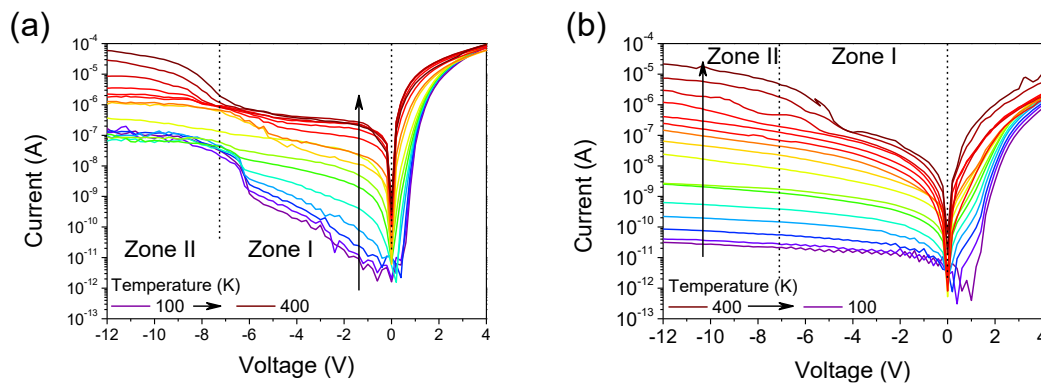 (a)
10-4
10-5
10-6
10-7
10-8
10-9
10-10
10-11
10-12
10-13
Current (A)
Zone II
Zone I
Temperature (K)
100
400
-12 -10 -8 -6 -4 -2 0 2 4
Voltage (V)
(b)
10-4
10-5
10-6
10-7
10-8
10-9
10-10
10-11
10-12
10-13
Current (A)
Zone II
Zone I
Temperature (K)
400
100
-12 -10 -8 -6 -4 -2 0 2 4
Voltage (V)